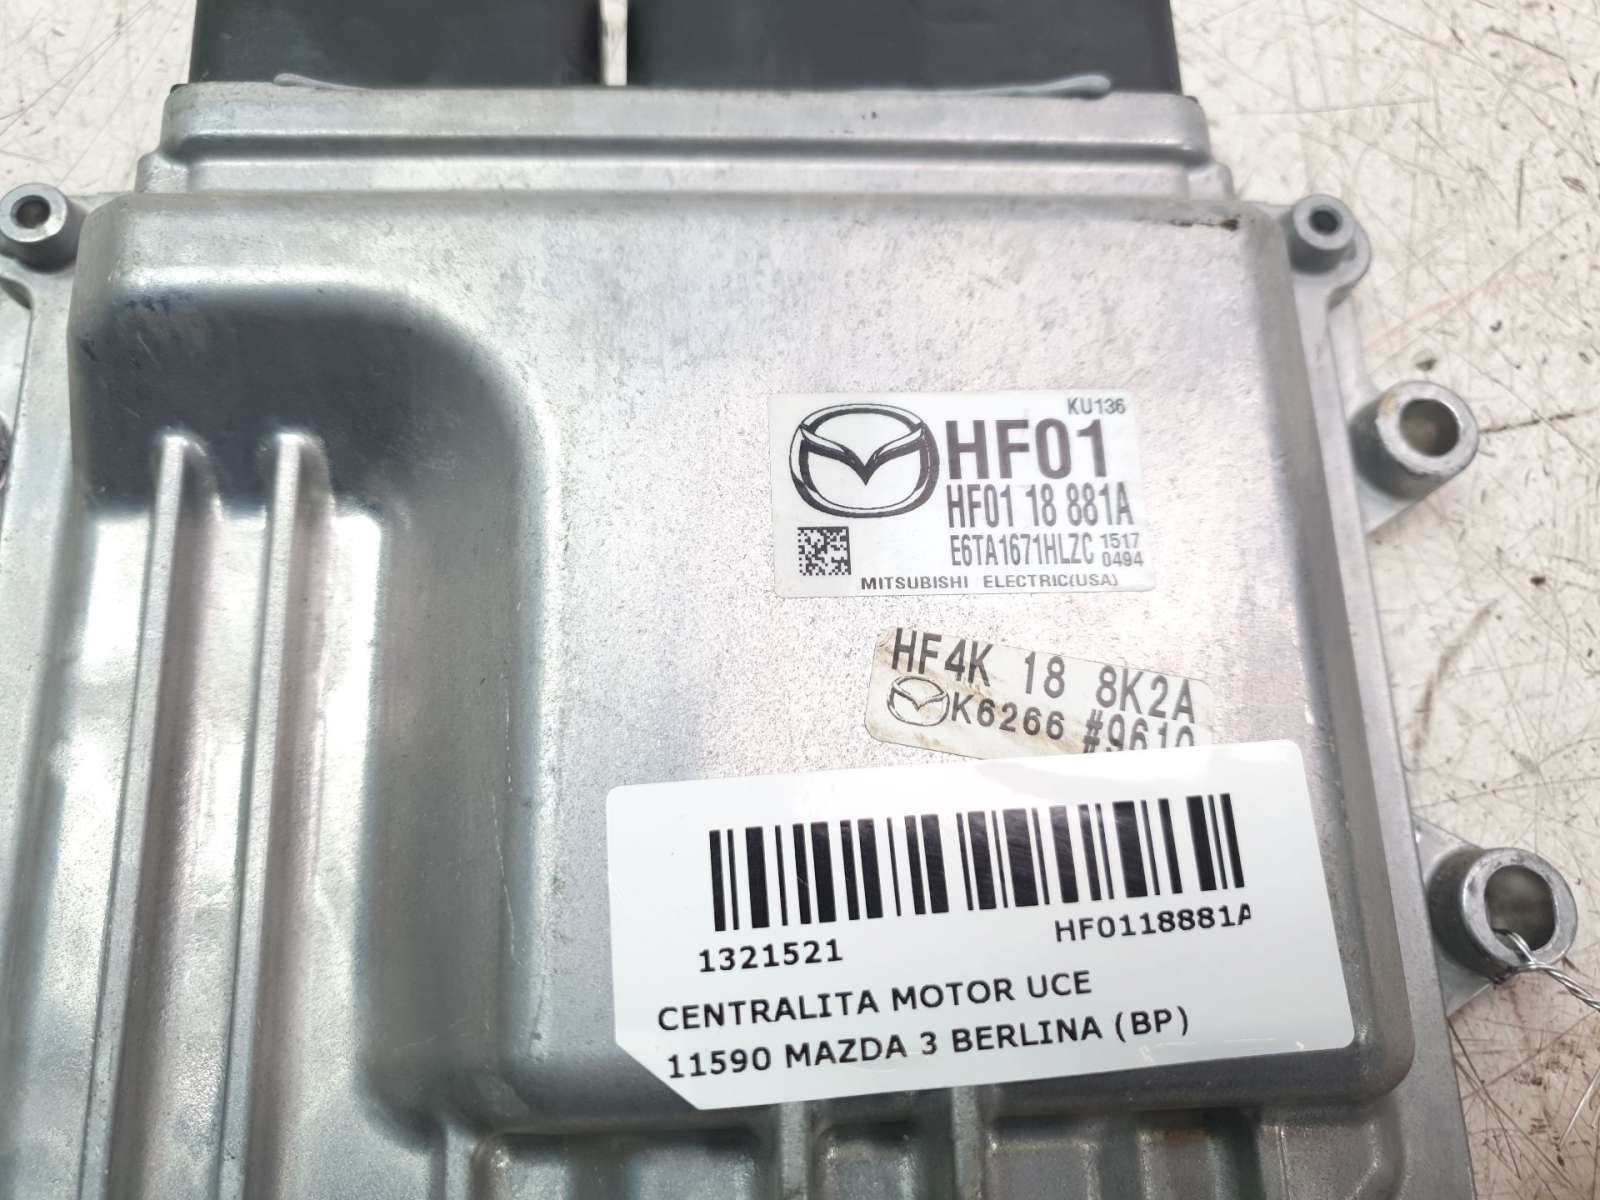 KU136
HF01
HF01 18 881A
E6TA1671HLZC 1517
0494
MITSUBISHI ELECTRIC(USA)
HF4K 18 8K2A
K6266 #9610
1321521 HF0118881A
CENTRALITA MOTOR UCE
11590 MAZDA 3 BERLINA (BP)